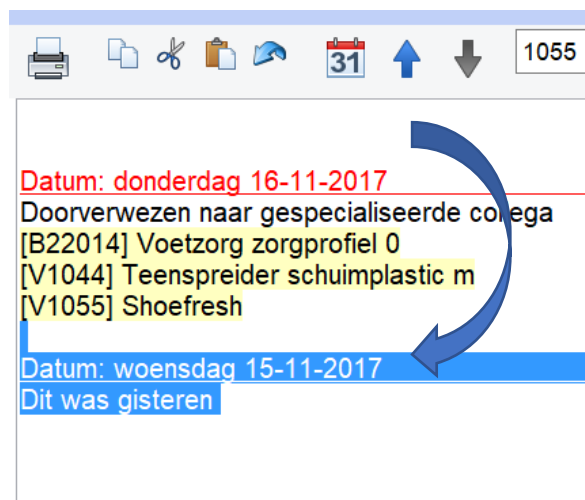 31
1055
Datum: donderdag 16-11-2017
Doorverwezen naar gespecialiseerde collega
[B22014] Voetzorg zorgprofiel 0
[V1044] Teenspreider schuimplastic m
[V1055] Shoefresh
Datum: woensdag 15-11-2017
Dit was gisteren